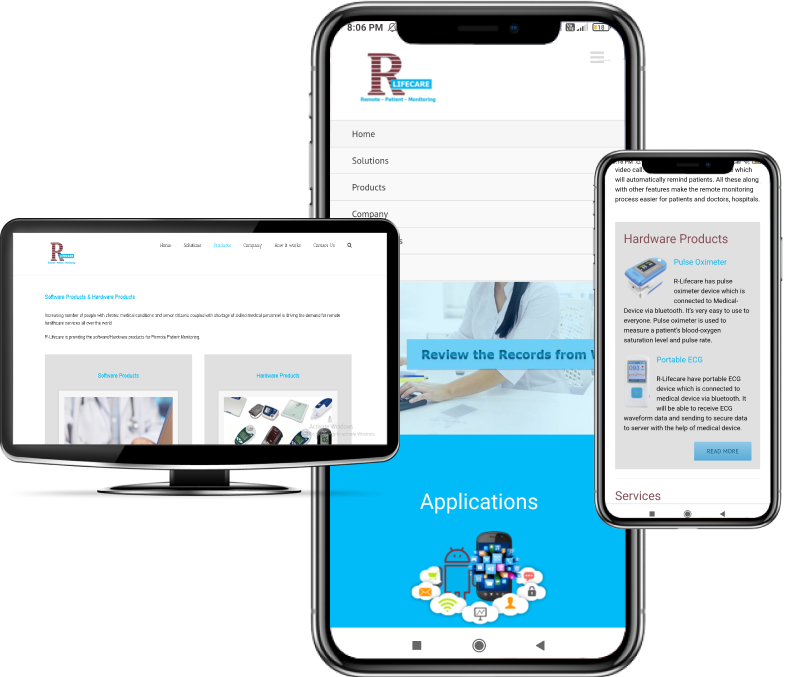 8:06 PM
R
LIFECARE
Remote - Patient - Monitoring
Home
Solutions
Products
Company
s
Review the Records from
Applications
R
LIFECARE
Remote - Patient - Monitoring
Home
Solutions
Products
Company
How it works
Contact Us
Software Products & Hardware Products
Increasing number of people with chronic medical conditions and senior citizens coupled with shortage of skilled medical personnel is driving the demand for remote
healthcare services all over the world.
R-Lifecare is providing the software/Hardware products for Remote Patient Monitoring.
Software Products
Hardware Products
Activate Windows
video call.
which
will automatically remind patients. All these along
with other features make the remote monitoring
process easier for patients and doctors, hospitals.
Hardware Products
Pulse Oximeter
R-Lifecare has pulse
oximeter device which is
connected to Medical-
Device via bluetooth. It's very easy to use to
everyone. Pulse oximeter is used to
measure a patient's blood-oxygen
saturation level and pulse rate.
Portable ECG
R-Lifecare have portable ECG
device which is connected to
medical device via bluetooth. It
will be able to receive ECG
waveform data and sending to secure data
to server with the help of medical device.
READ MORE
Services